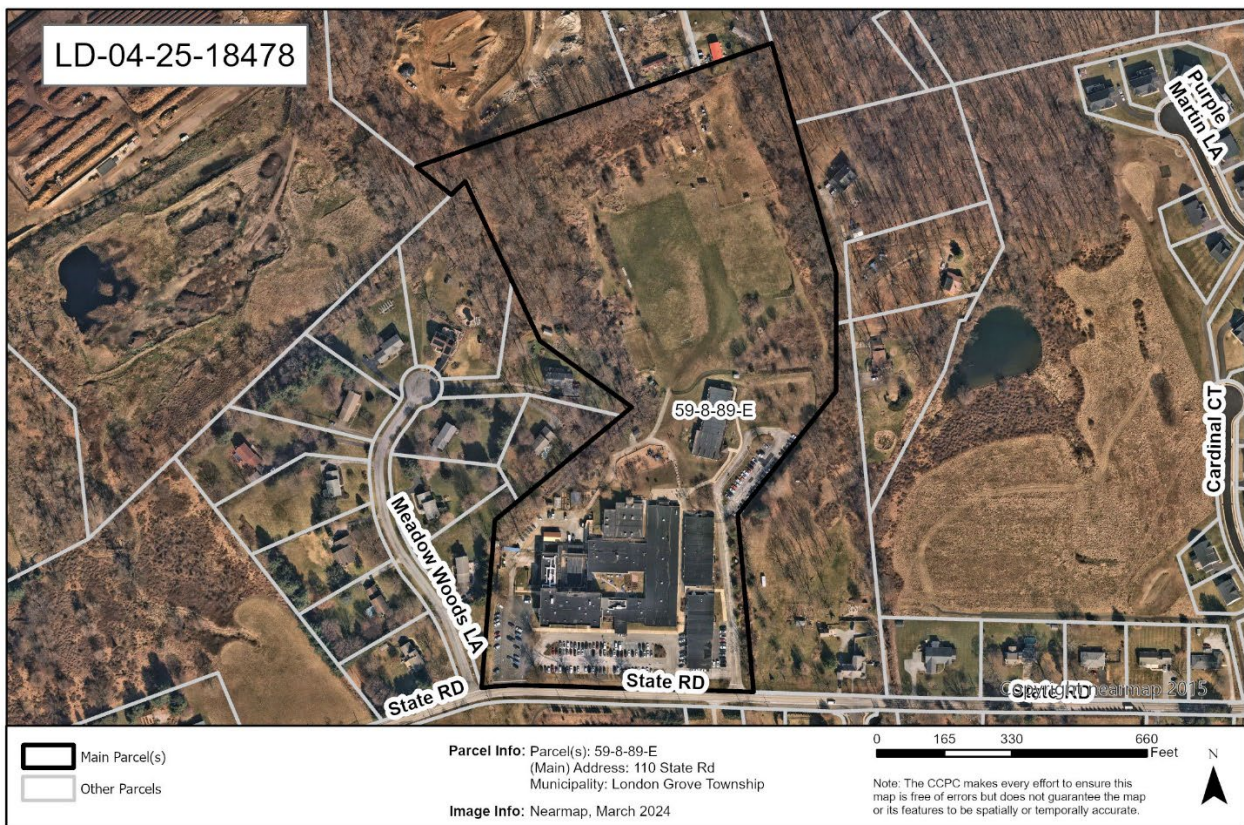 LD-04-25-18478
Purple
Martin LA
59-8-89-E
Cardinal CT
Meadow Woods LA
State RD
State RD
State RD
Copyright nearmap 2015
Main Parcel(s)
Other Parcels
Parcel Info: Parcel(s): 59-8-89-E
(Main) Address: 110 State Rd
Municipality: London Grove Township
Image Info: Nearmap, March 2024
0 165 330 660
Feet
Note: The CCPC makes every effort to ensure this
map is free of errors but does not guarantee the map
or its features to be spatially or temporally accurate.
N